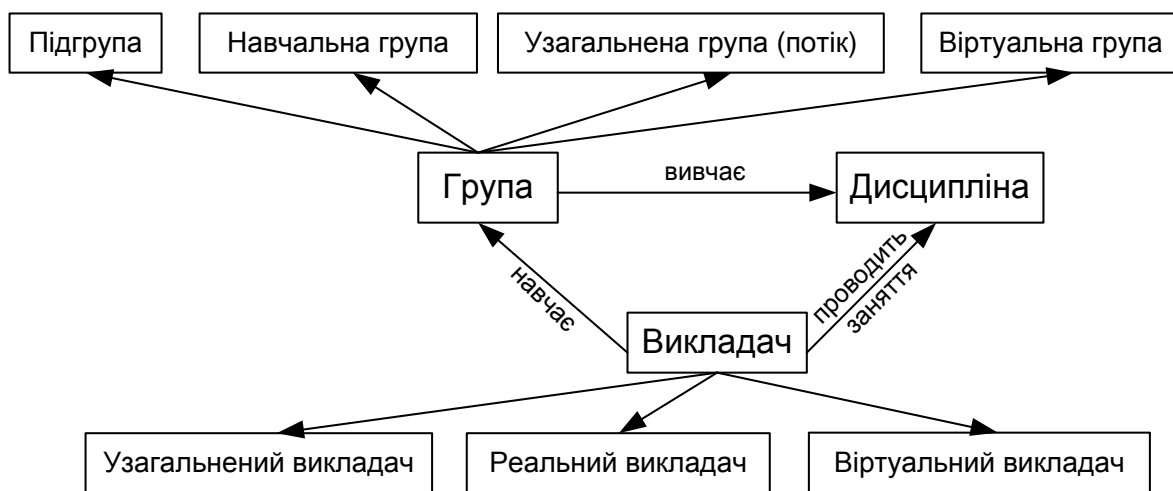 Підгрупа
Навчальна група
Узагальнена група (потік)
Віртуальна група
Група
вивчає
Дисципліна
навчає
проводить
заняття
Викладач
Узагальнений викладач
Реальний викладач
Віртуальний викладач